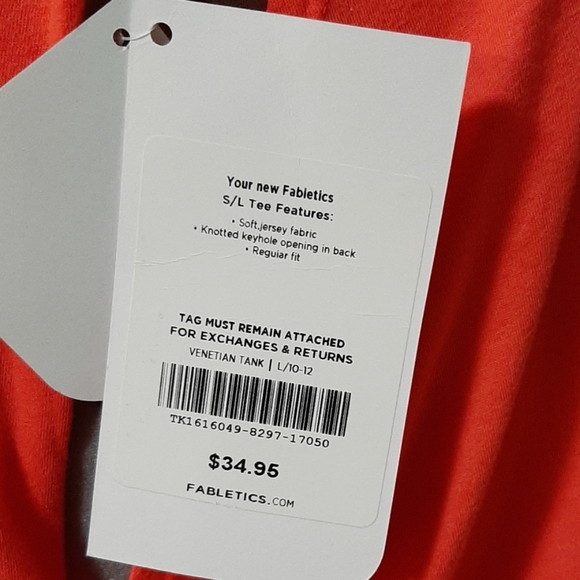 Your new Fabletics
S/L Tee Features:
• Soft jersey fabric
• Knotted keyhole opening in back
• Regular fit
TAG MUST REMAIN ATTACHED
FOR EXCHANGES & RETURNS
VENETIAN TANK | L/10-12
TK1616049-8297-17050
$34.95
FABLETICS.COM